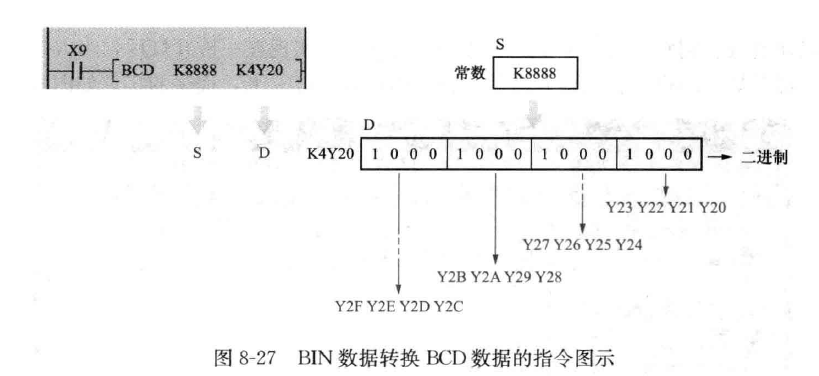 X9
BCD K8888 K4Y20
S D
S
常数 K8888
D
K4Y20 1 0 0 0 1 0 0 0 1 0 0 0 1 0 0 0 二进制
Y23 Y22 Y21 Y20
Y27 Y26 Y25 Y24
Y2B Y2A Y29 Y28
Y2F Y2E Y2D Y2C
图 8-27 BIN 数据转换 BCD 数据的指令图示